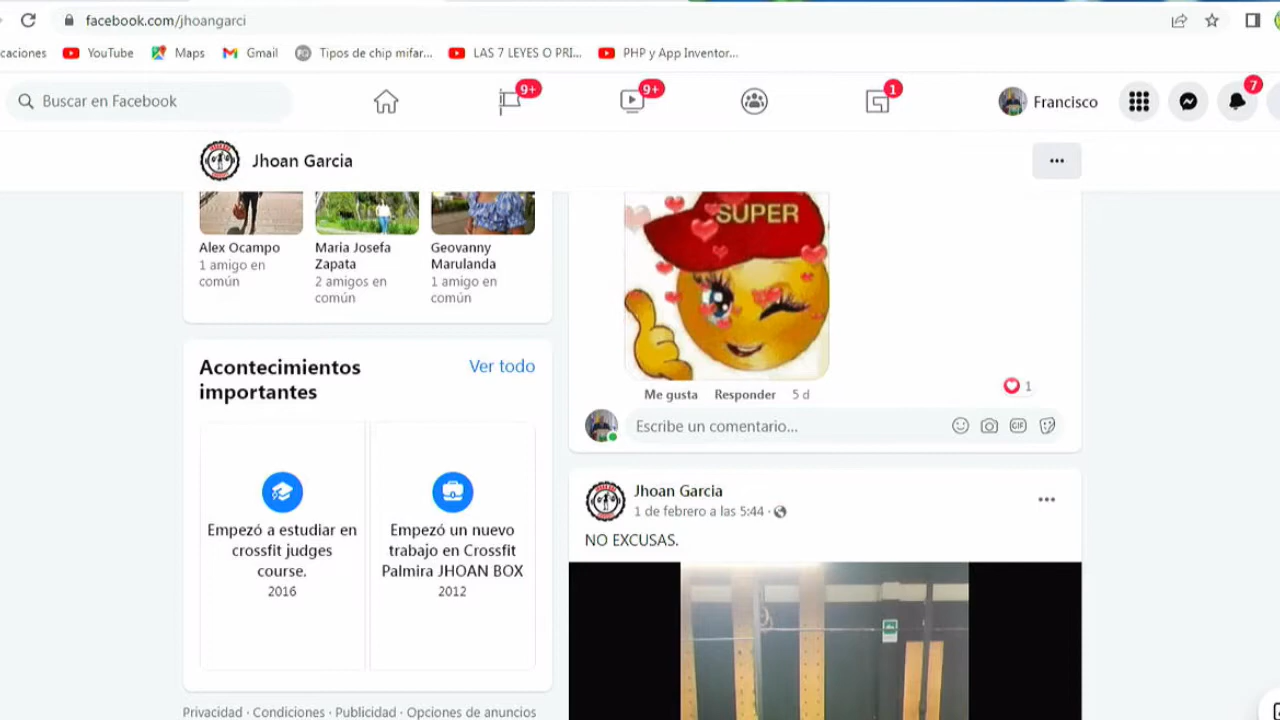 facebook.com/jhoangarci
caciones
YouTube
Maps
Gmail
Tipos de chip mifar...
LAS 7 LEYES O PRI...
PHP y App Inventor...
Buscar en Facebook
9+
9+
1
Francisco
7
Jhoan Garcia
Alex Ocampo
1 amigo en
común
Maria Josefa
Zapata
2 amigos en
común
Geovanny
Marulanda
1 amigo en
común
Acontecimientos
importantes
Ver todo
Empezó a estudiar en
crossfit judges
course.
2016
Empezó un nuevo
trabajo en Crossfit
Palmira JHOAN BOX
2012
Privacidad · Condiciones · Publicidad · Opciones de anuncios
SUPER
Me gusta Responder 5 d
1
Escribe un comentario...
GIF
Jhoan Garcia
1 de febrero a las 5:44 ·
NO EXCUSAS.